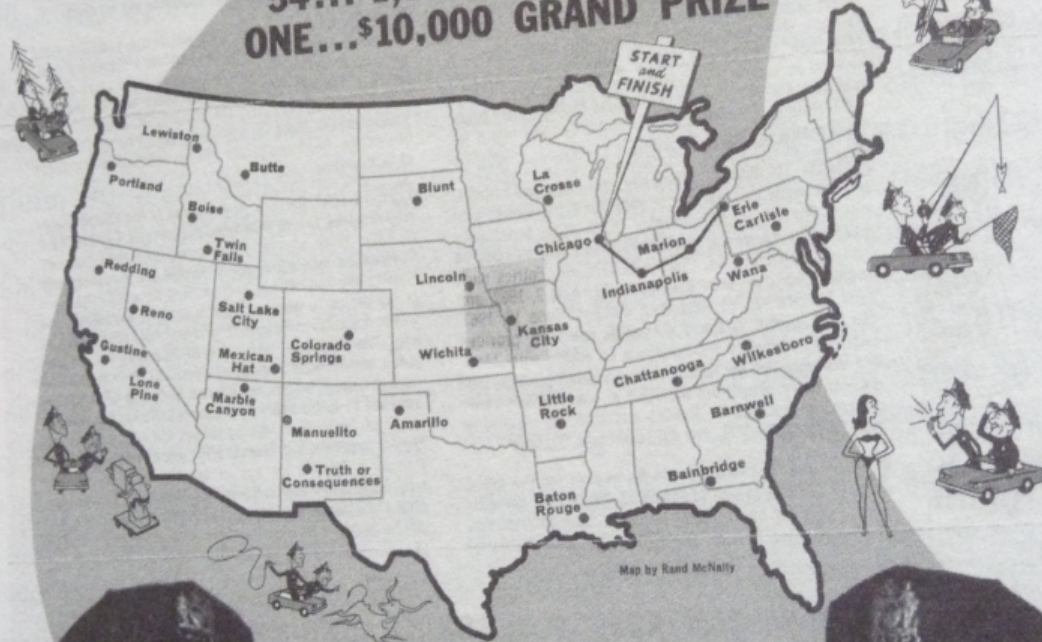 ONE...$10,000 GRAND PRIZE
START
and
FINISH
Lewiston
Butte
Portland
Blunt
La
Crosse
Boise
Erie
Carlisle
Twin
Falls
Chicago
Marion
Redding
Lincoln
Indianapolis
Wana
Reno
Salt Lake
City
Kansas
City
Gustine
Colorado
Springs
Mexican
Hat
Wichita
Wilkesboro
Lone
Pine
Chattanooga
Marble
Canyon
Little
Rock
Barnwell
Manuelito
Amarillo
Truth or
Consequences
Bainbridge
Baton
Rouge
Map by Rand McNally